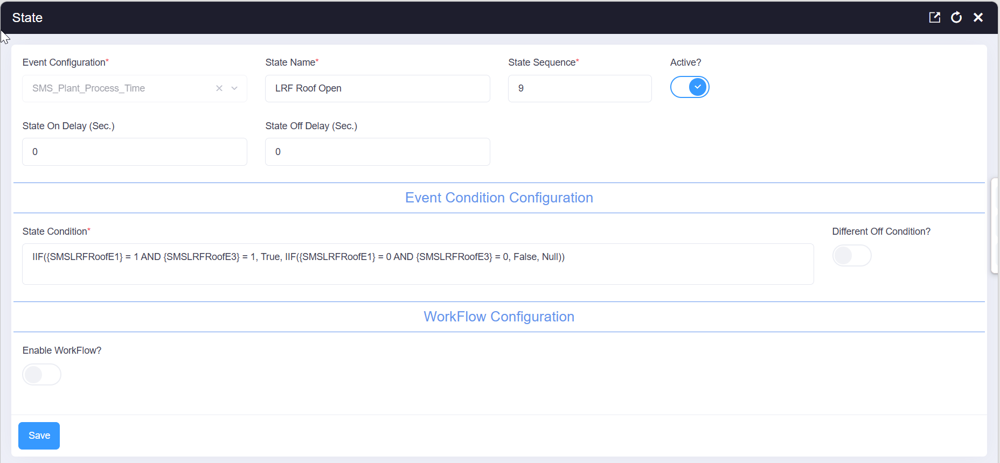 State
Event Configuration* State Name* State Sequence* Active?
SMS_Plant_Process_Time LRF Roof Open 9
State On Delay (Sec.) State Off Delay (Sec.)
0 0
Event Condition Configuration
State Condition* Different Off Condition?
IIF({SMSLRFRoofE1} = 1 AND {SMSLRFRoofE3} = 1, True, IIF({SMSLRFRoofE1} = 0 AND {SMSLRFRoofE3} = 0, False, Null))
WorkFlow Configuration
Enable WorkFlow?
Save